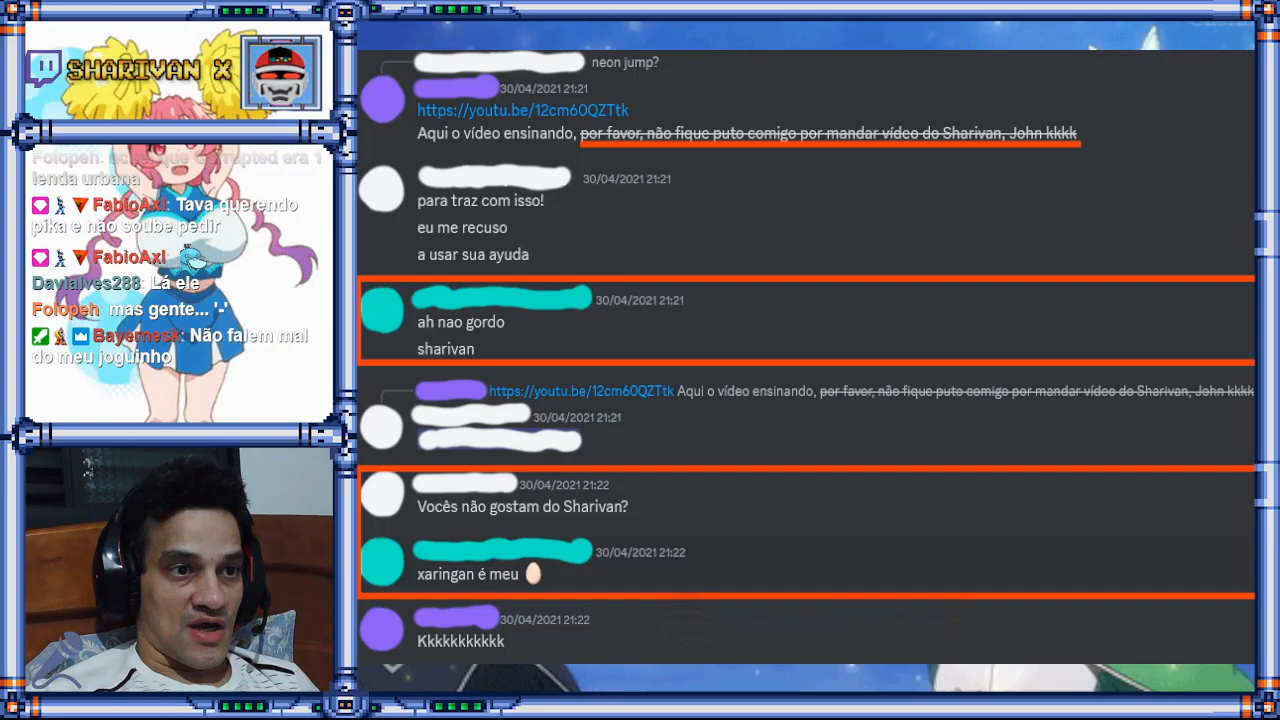 SHARIVAN X
Folopeh: achei que Corrupted era 1
lenda urbana
FabioAxl: Tava querendo
pika e não soube pedir
FabioAxl:
Davialves288: Lá ele
Folopeh: mas gente... '-'
Bayernesk: Não falem mal
do meu joguinho
neon jump?
30/04/2021 21:21
https://youtu.be/12cm60QZTtk
Aqui o vídeo ensinando, por favor, não fique puto comigo por mandar vídeo do Sharivan, John kkkk
30/04/2021 21:21
para traz com isso!
eu me recuso
a usar sua ayuda
30/04/2021 21:21
ah nao gordo
sharivan
https://youtu.be/12cm60QZTtk Aqui o vídeo ensinando, por favor, não fique puto comigo por mandar vídeo do Sharivan, John kkkk
30/04/2021 21:21
30/04/2021 21:22
Vocês não gostam do Sharivan?
30/04/2021 21:22
xaringan é meu 🥚
30/04/2021 21:22
Kkkkkkkkkkk